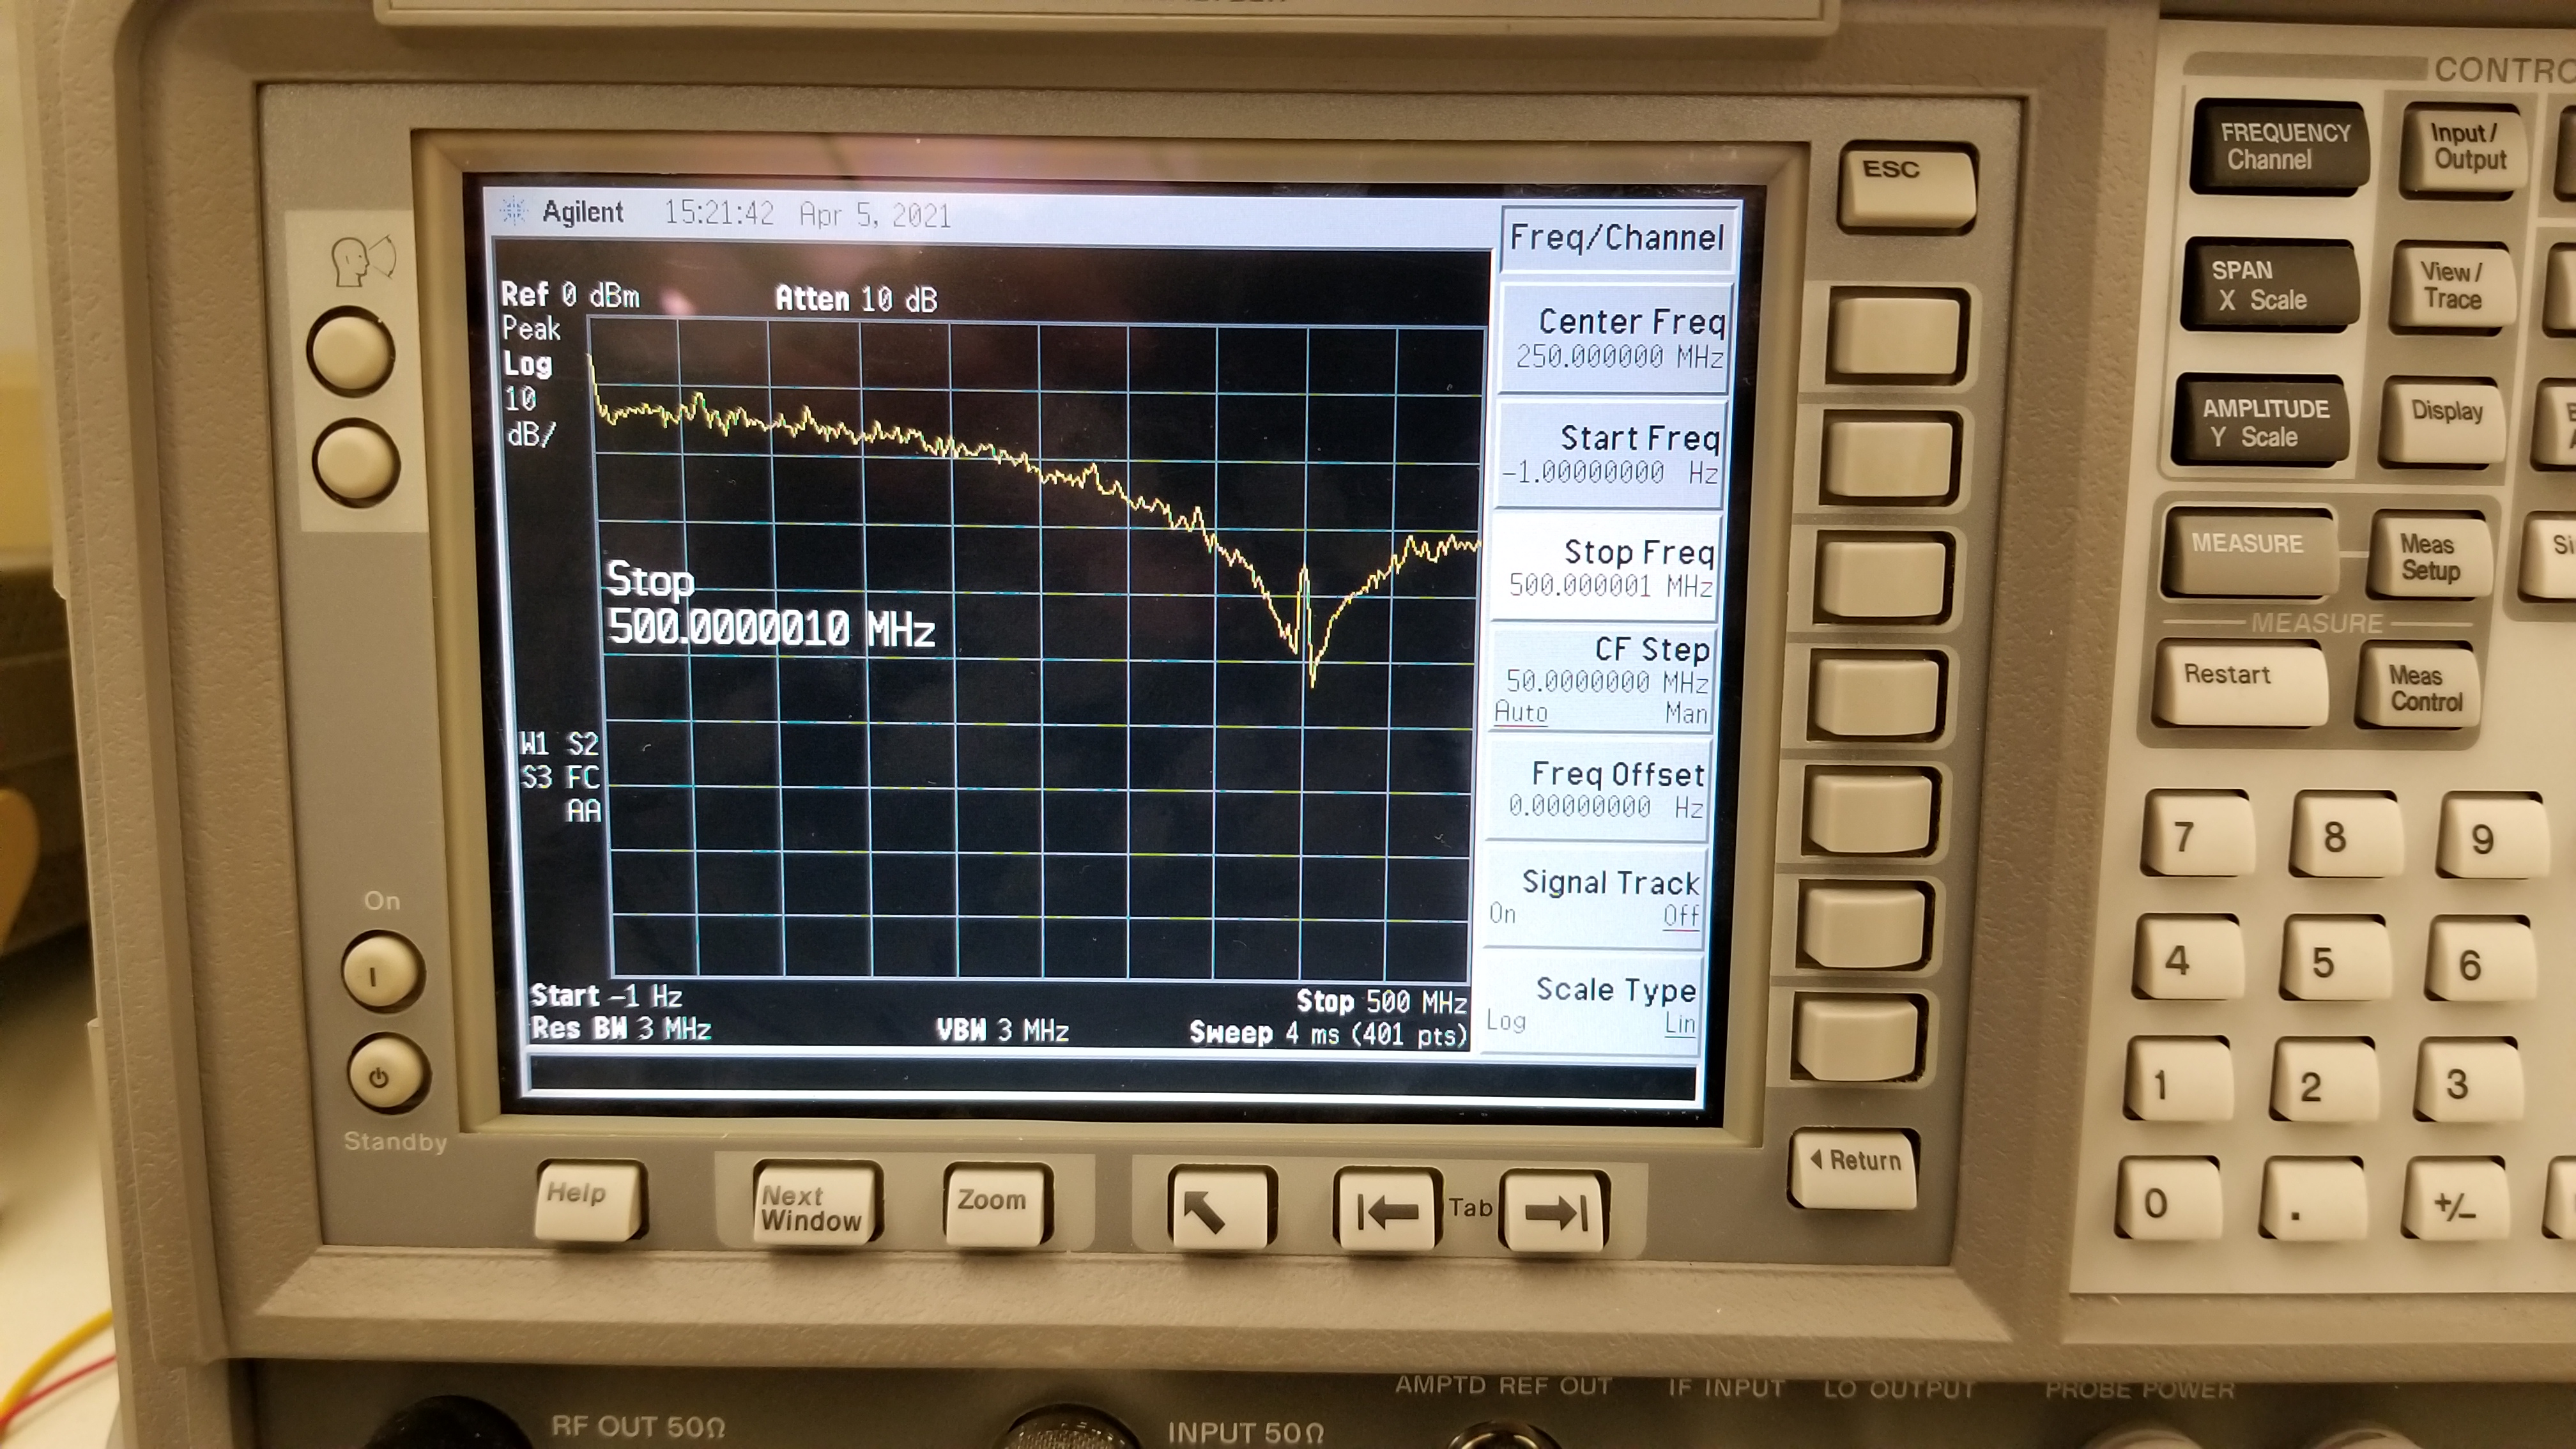 Agilent 15:21:42 Apr 5, 2021
Ref 0 dBm Atten 10 dB
Peak
Log
10
dB/
Stop
500.0000010 MHz
W1 S2
S3 FC
AA
Start -1 Hz Stop 500 MHz
Res BW 3 MHz VBW 3 MHz Sweep 4 ms (401 pts)
Freq/Channel
Center Freq
250.000000 MHz
Start Freq
-1.00000000 Hz
Stop Freq
500.000001 MHz
CF Step
50.0000000 MHz
Auto Man
Freq Offset
0.00000000 Hz
Signal Track
On Off
Scale Type
Log Lin
On
Standby
Help
Next
Window
Zoom
Tab
ESC
Return
FREQUENCY
Channel
Input /
Output
SPAN
X Scale
View /
Trace
AMPLITUDE
Y Scale
Display
MEASURE
Meas
Setup
MEASURE
Restart
Meas
Control
7 8 9
4 5 6
1 2 3
0 . +/–
RF OUT 50Ω
INPUT 50Ω
AMPTD REF OUT
IF INPUT
LO OUTPUT
PROBE POWER